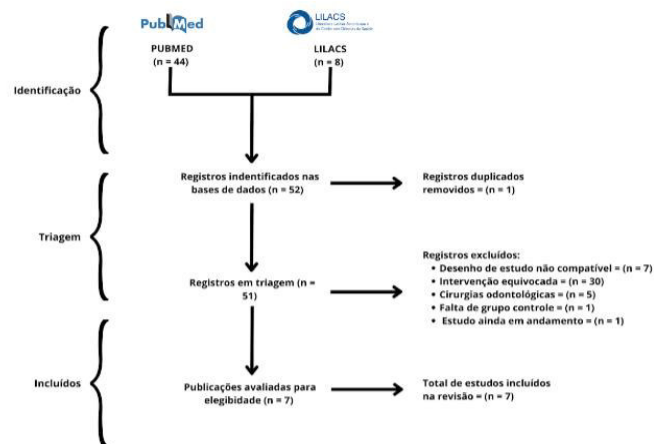 PubMed
LILACS
PUBMED
(n = 44)
LILACS
(n = 8)
Identificação
Registros indentificados nas
bases de dados (n = 52)
Registros duplicados
removidos = (n = 1)
Triagem
Registros em triagem (n =
51)
Registros excluídos:
• Desenho de estudo não compatível = (n = 7)
• Intervenção equivocada = (n = 30)
• Cirurgias odontológicas = (n = 5)
• Falta de grupo controle = (n = 1)
• Estudo ainda em andamento = (n = 1)
Incluídos
Publicações avaliadas para
elegibidade (n = 7)
Total de estudos incluídos
na revisão = (n = 7)